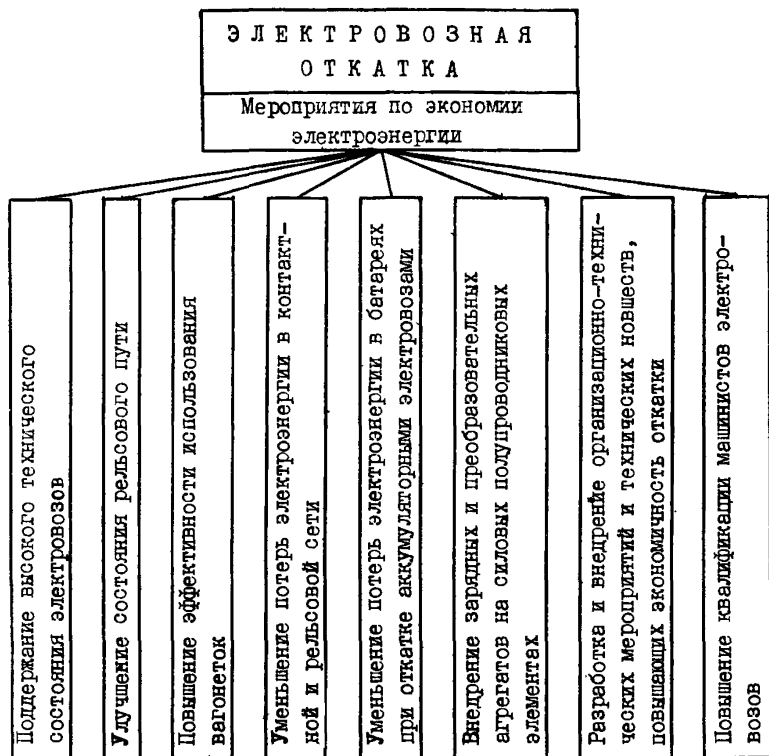 ЭЛЕКТРОВОЗНАЯ
ОТКАТКА
Мероприятия по экономии
электроэнергии
Поддержание высокого технического
состояния электровозов
Улучшение состояния рельсового пути
Повышение эффективности использования
вагонеток
Уменьшение потерь электроэнергии в контакт-
ной и рельсовой сети
Уменьшение потерь электроэнергии в батареях
при откатке аккумуляторными электровозами
Внедрение зарядных и преобразовательных
агрегатов на силовых полупроводниковых
элементах
Разработка и внедрение организационно-техни-
ческих мероприятий и технических новшеств,
повышающих экономичность откатки
Повышение квалификации машинистов электро-
возов